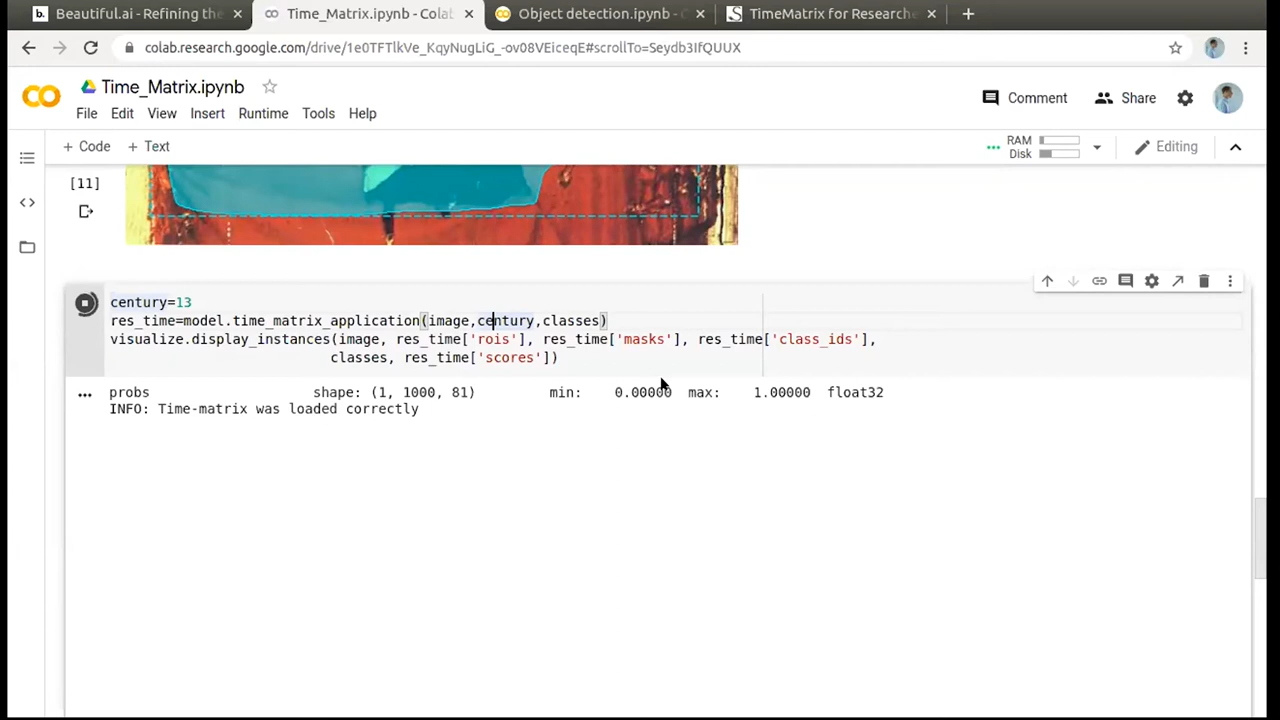 b. Beautiful.ai - Refining the
Time_Matrix.ipynb - Colab
Object detection.ipynb - C
TimeMatrix for Researche
colab.research.google.com/drive/1e0TFTlkVe_KqyNugLiG_-ov08VEiceqE#scrollTo=Seydb3IfQUUX
Time_Matrix.ipynb
Comment
Share
File Edit View Insert Runtime Tools Help
+ Code + Text
RAM
Disk
Editing
[11]
century=13
res_time=model.time_matrix_application(image,century,classes)
visualize.display_instances(image, res_time['rois'], res_time['masks'], res_time['class_ids'],
classes, res_time['scores'])
probs shape: (1, 1000, 81) min: 0.00000 max: 1.00000 float32
INFO: Time-matrix was loaded correctly